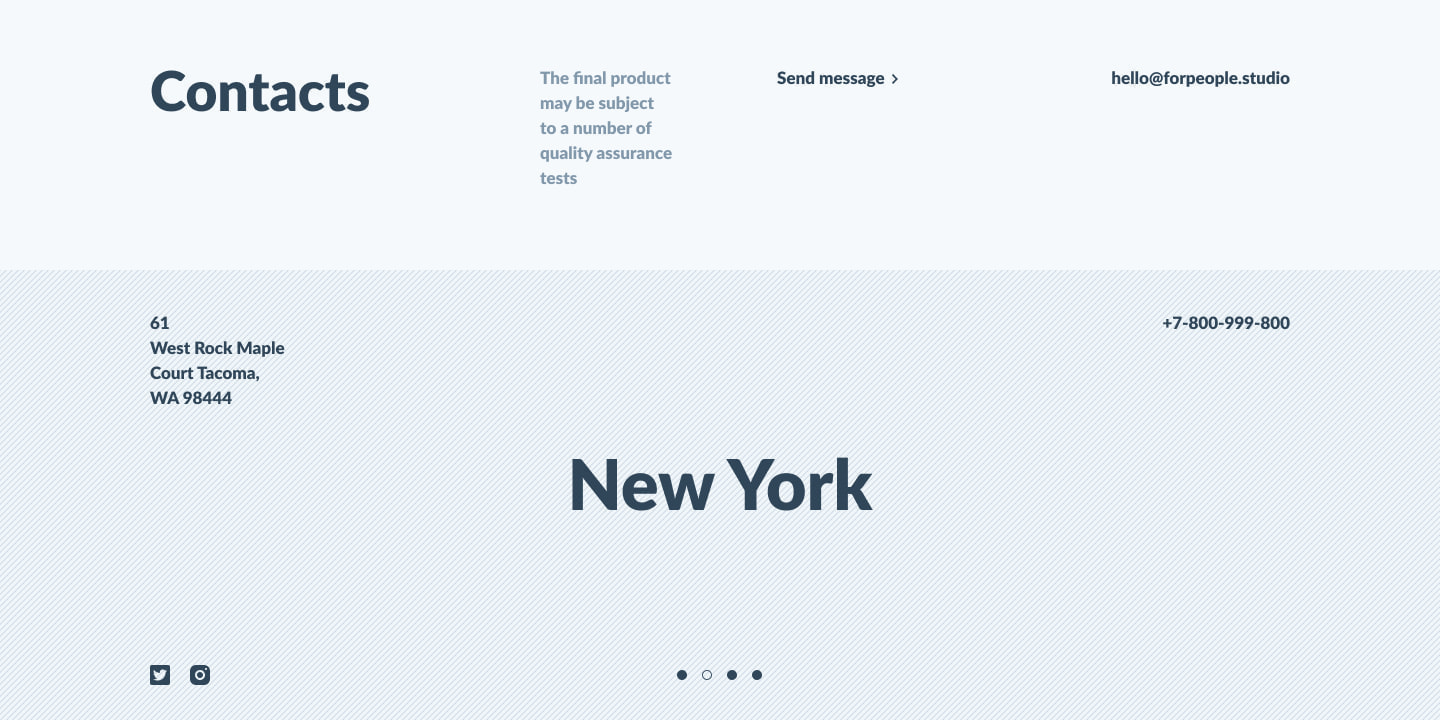 Contacts
The final product
may be subject
to a number of
quality assurance
tests
Send message
hello@forpeople.studio
61
West Rock Maple
Court Tacoma,
WA 98444
+7-800-999-800
New York